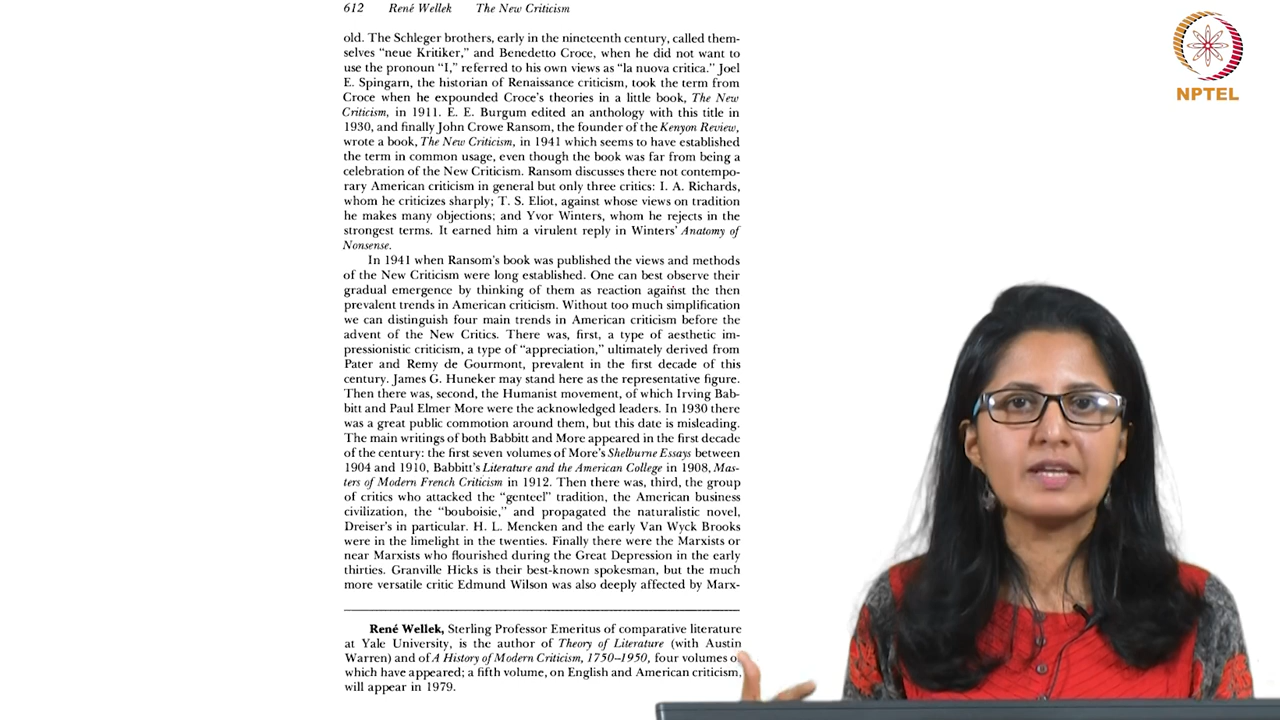 612 René Wellek The New Criticism
old. The Schleger brothers, early in the nineteenth century, called them-
selves “neue Kritiker,” and Benedetto Croce, when he did not want to
use the pronoun “I,” referred to his own views as “la nuova critica.” Joel
E. Spingarn, the historian of Renaissance criticism, took the term from
Croce when he expounded Croce’s theories in a little book, The New
Criticism, in 1911. E. E. Burgum edited an anthology with this title in
1930, and finally John Crowe Ransom, the founder of the Kenyon Review,
wrote a book, The New Criticism, in 1941 which seems to have established
the term in common usage, even though the book was far from being a
celebration of the New Criticism. Ransom discusses there not contempo-
rary American criticism in general but only three critics: I. A. Richards,
whom he criticizes sharply; T. S. Eliot, against whose views on tradition
he makes many objections; and Yvor Winters, whom he rejects in the
strongest terms. It earned him a virulent reply in Winters’ Anatomy of
Nonsense.
In 1941 when Ransom’s book was published the views and methods
of the New Criticism were long established. One can best observe their
gradual emergence by thinking of them as reaction against the then
prevalent trends in American criticism. Without too much simplification
we can distinguish four main trends in American criticism before the
advent of the New Critics. There was, first, a type of aesthetic im-
pressionistic criticism, a type of “appreciation,” ultimately derived from
Pater and Remy de Gourmont, prevalent in the first decade of this
century. James G. Huneker may stand here as the representative figure.
Then there was, second, the Humanist movement, of which Irving Bab-
bitt and Paul Elmer More were the acknowledged leaders. In 1930 there
was a great public commotion around them, but this date is misleading.
The main writings of both Babbitt and More appeared in the first decade
of the century: the first seven volumes of More’s Shelburne Essays between
1904 and 1910, Babbitt’s Literature and the American College in 1908, Mas-
ters of Modern French Criticism in 1912. Then there was, third, the group
of critics who attacked the “genteel” tradition, the American business
civilization, the “bouboisie,” and propagated the naturalistic novel,
Dreiser’s in particular. H. L. Mencken and the early Van Wyck Brooks
were in the limelight in the twenties. Finally there were the Marxists or
near Marxists who flourished during the Great Depression in the early
thirties. Granville Hicks is their best-known spokesman, but the much
more versatile critic Edmund Wilson was also deeply affected by Marx-
René Wellek, Sterling Professor Emeritus of comparative literature
at Yale University, is the author of Theory of Literature (with Austin
Warren) and of A History of Modern Criticism, 1750–1950, four volumes of
which have appeared; a fifth volume, on English and American criticism,
will appear in 1979.
NPTEL